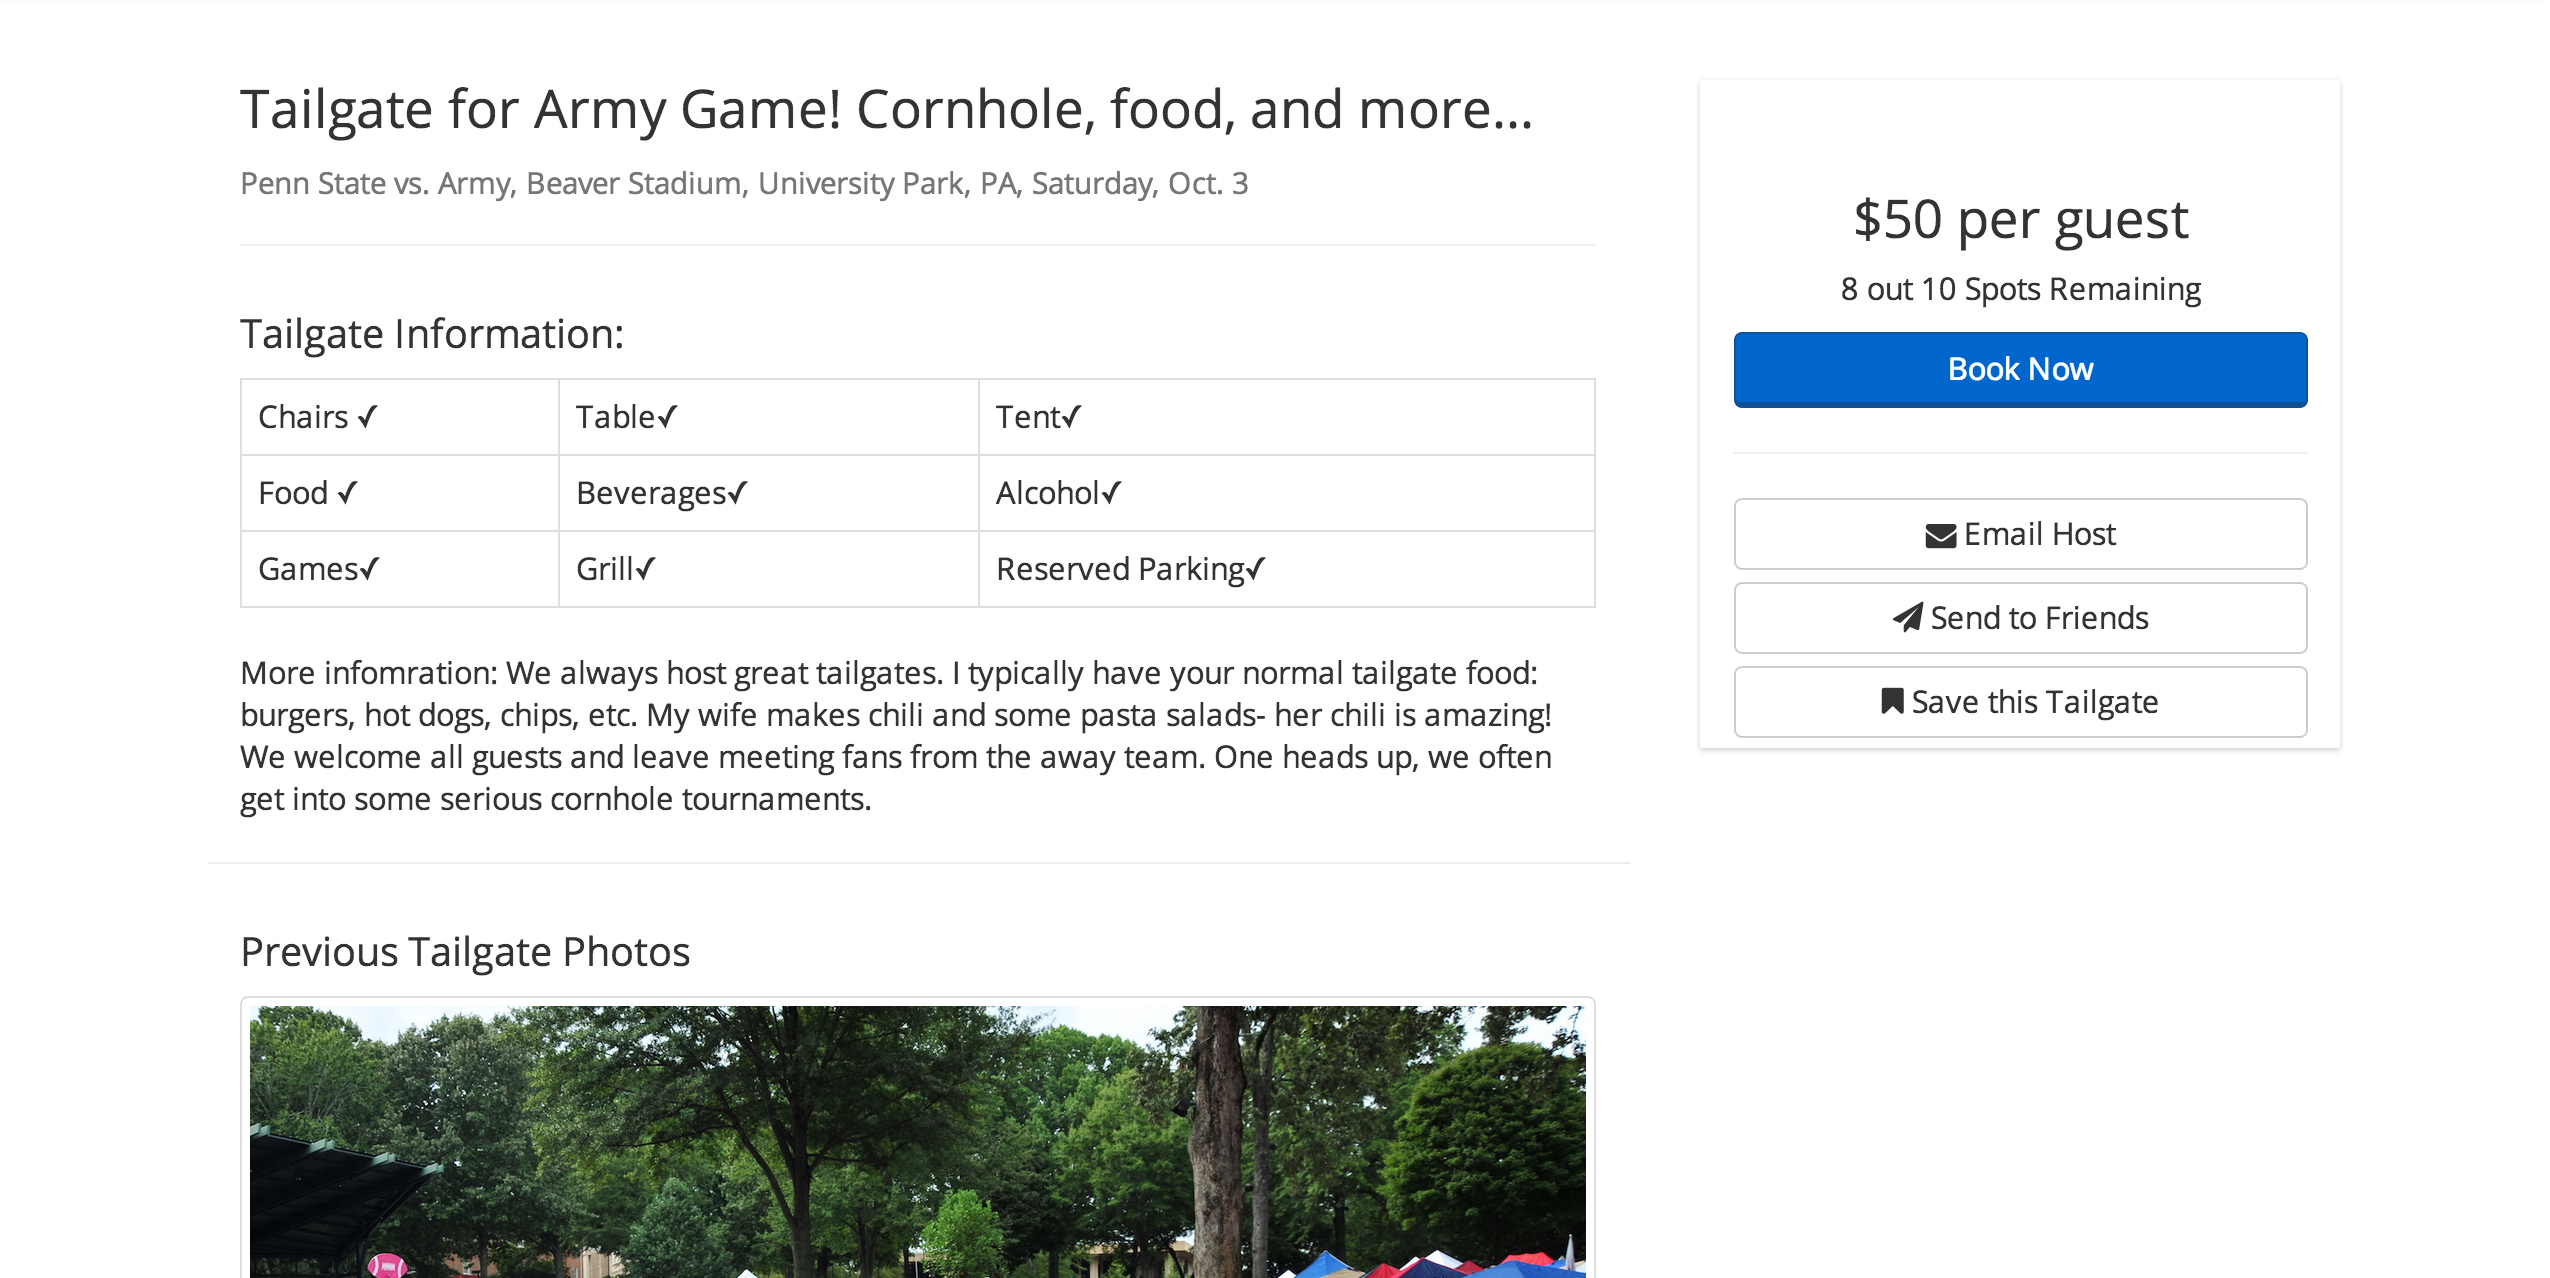 Tailgate for Army Game! Cornhole, food, and more...
Penn State vs. Army, Beaver Stadium, University Park, PA, Saturday, Oct. 3
Tailgate Information:
Chairs ✓
Table✓
Tent✓
Food ✓
Beverages✓
Alcohol✓
Games✓
Grill✓
Reserved Parking✓
More infomration: We always host great tailgates. I typically have your normal tailgate food:
burgers, hot dogs, chips, etc. My wife makes chili and some pasta salads- her chili is amazing!
We welcome all guests and leave meeting fans from the away team. One heads up, we often
get into some serious cornhole tournaments.
Previous Tailgate Photos
$50 per guest
8 out 10 Spots Remaining
Book Now
Email Host
Send to Friends
Save this Tailgate